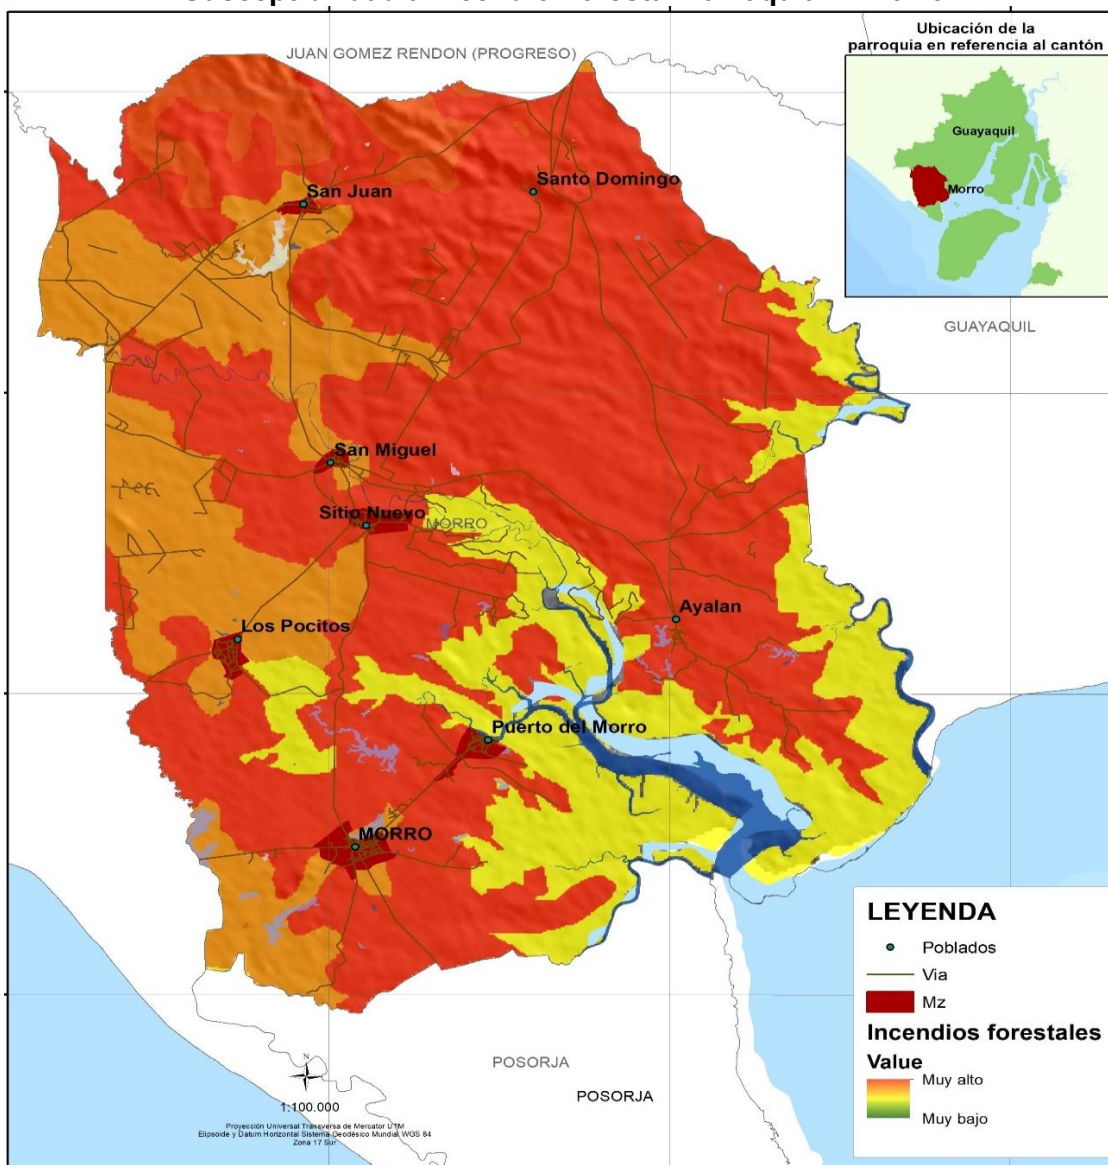 Ubicación de la
parroquia en referencia al cantón
JUAN GOMEZ RENDON (PROGRESO)
Guayaquil
Morro
San Juan
Santo Domingo
GUAYAQUIL
San Miguel
Sitio Nuevo
MORRO
Ayalan
Los Pocitos
Puerto del Morro
MORRO
LEYENDA
Poblados
Via
Mz
Incendios forestales
Value
Muy alto
Muy bajo
POSORJA
POSORJA
N
1:100.000
Proyección Universal Transversa de Mercator UTM
Elipsoide y Datum Horizontal Sistema Geodésico Mundial WGS 84
Zona 17 Sur